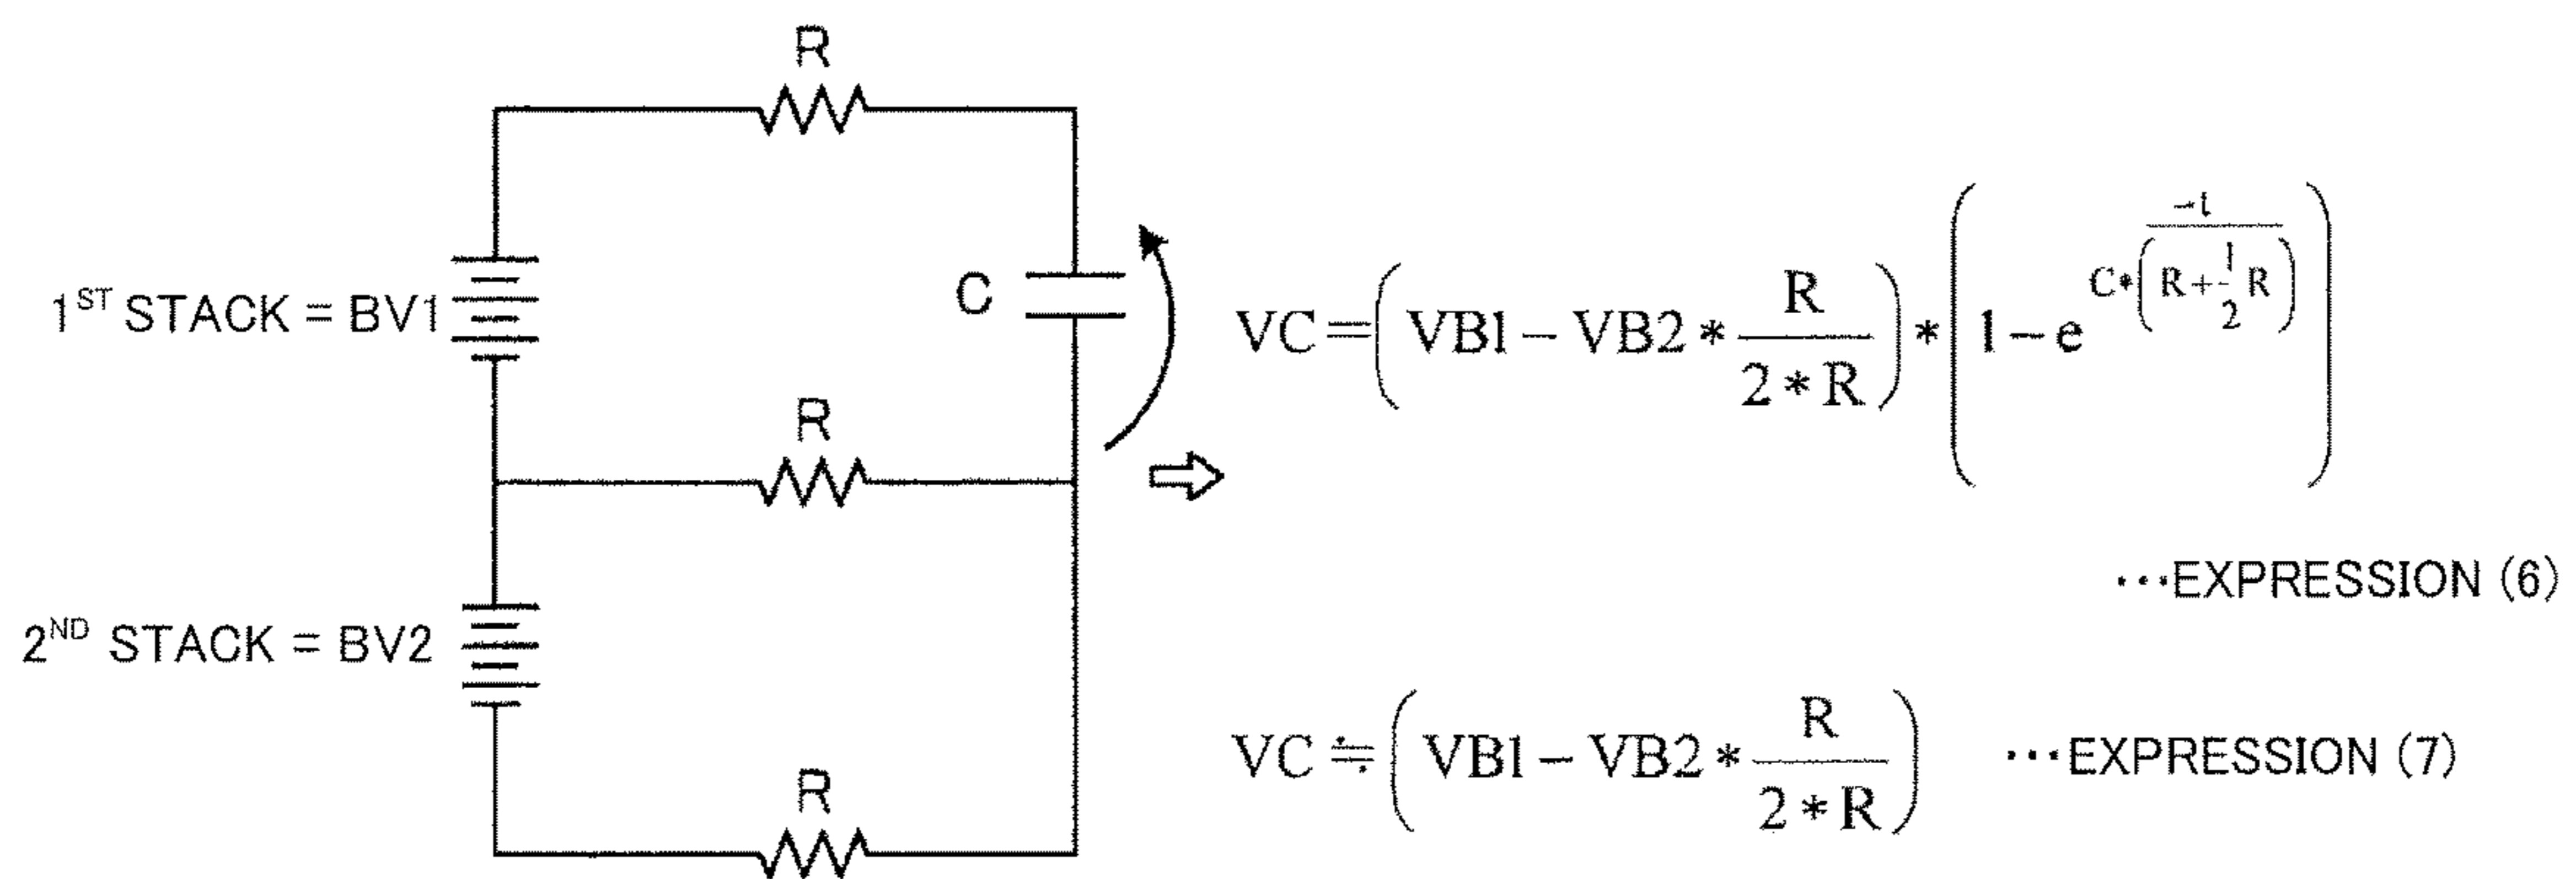 R
1ST STACK = BV1
C
VC=(VB1−VB2*R/(2*R))*(1−e^(−t/(C*(R+1/2R))))
R
···EXPRESSION (6)
2ND STACK = BV2
VC≒(VB1−VB2*R/(2*R)) ···EXPRESSION (7)
R